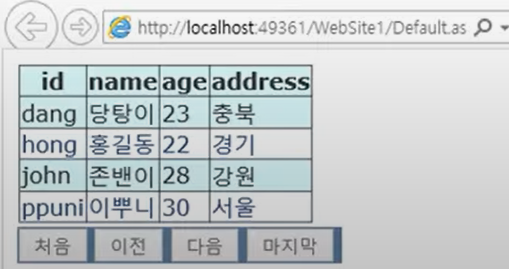 http://localhost:49361/WebSite1/Default.as
id name age address
dang 당탕이 23 충북
hong 홍길동 22 경기
john 존밴이 28 강원
ppuni 이뿌니 30 서울
처음 이전 다음 마지막